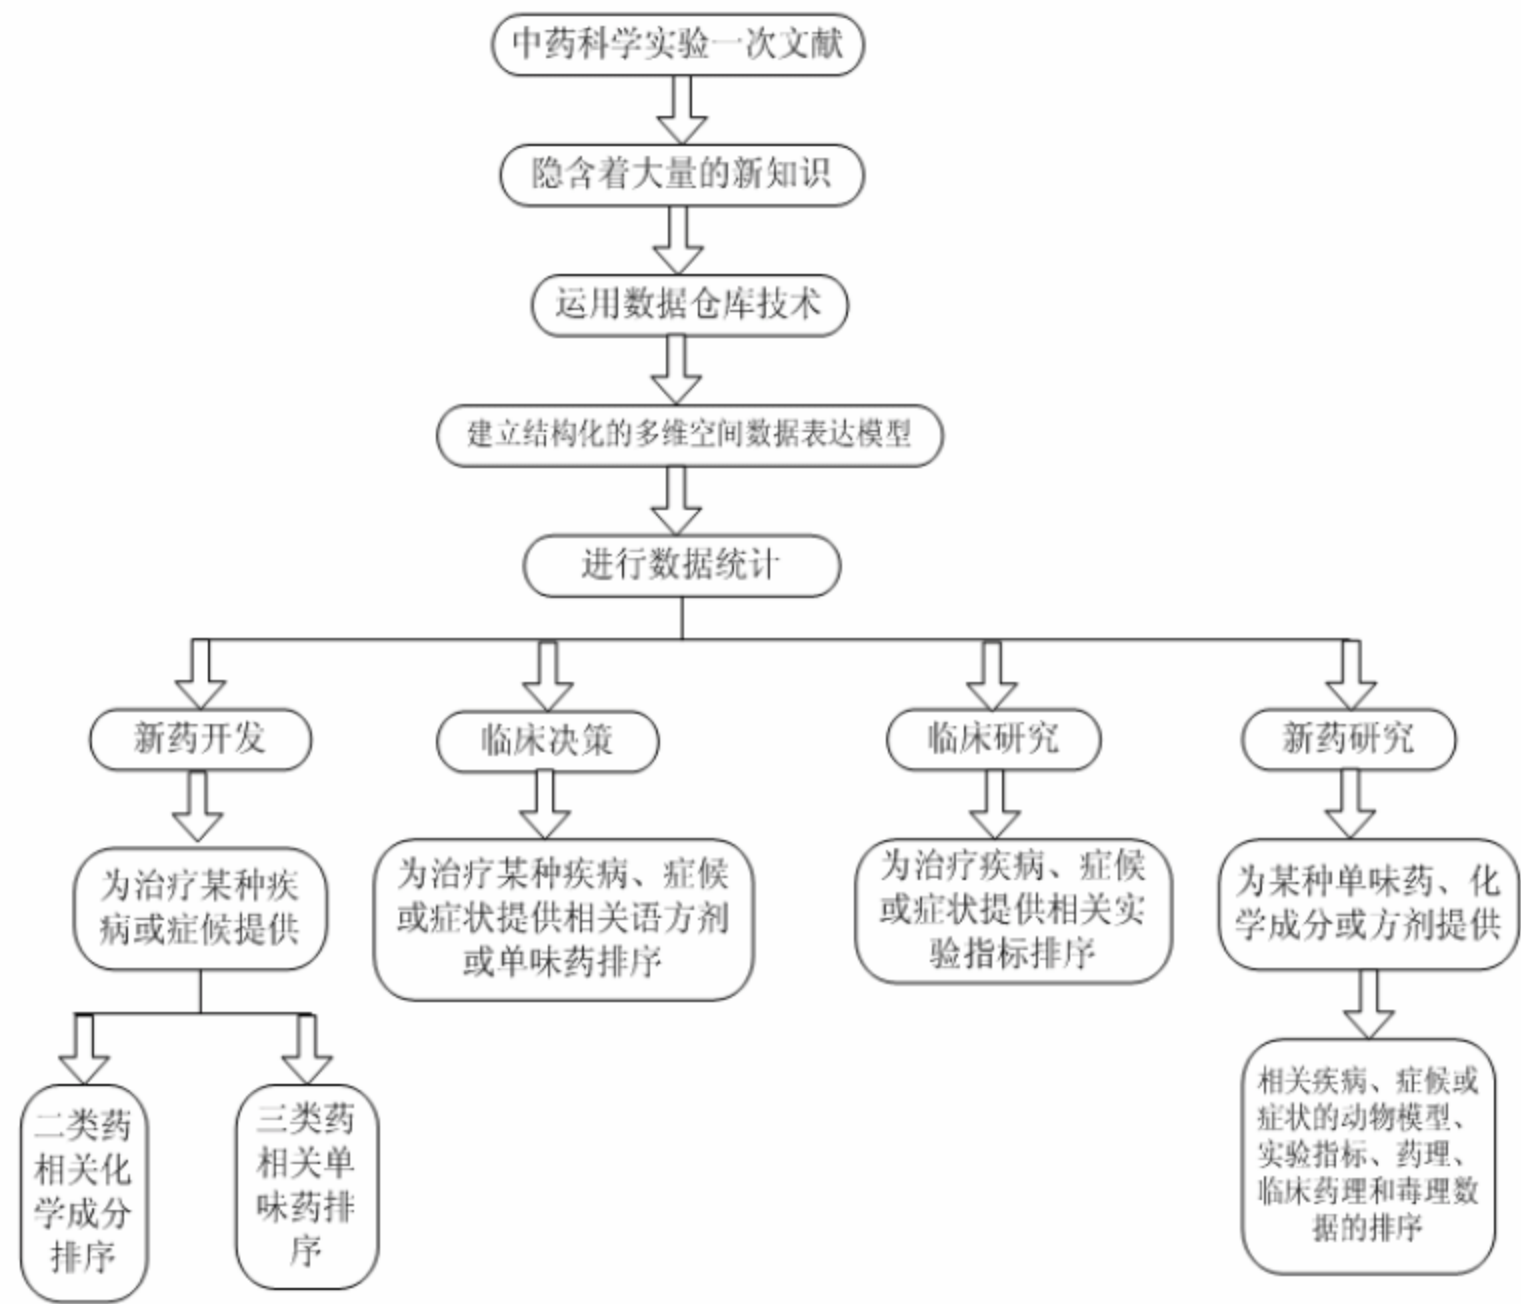 中药科学实验一次文献
隐含着大量的新知识
运用数据仓库技术
建立结构化的多维空间数据表达模型
进行数据统计
新药开发
临床决策
临床研究
新药研究
为治疗某种疾
病或症候提供
为治疗某种疾病、症候
或症状提供相关语方剂
或单味药排序
为治疗疾病、症候
或症状提供相关实
验指标排序
为某种单味药、化
学成分或方剂提供
二类药
相关化
学成分
排序
三类药
相关单
味药排
序
相关疾病、症候或
症状的动物模型、
实验指标、药理、
临床药理和毒理数
据的排序